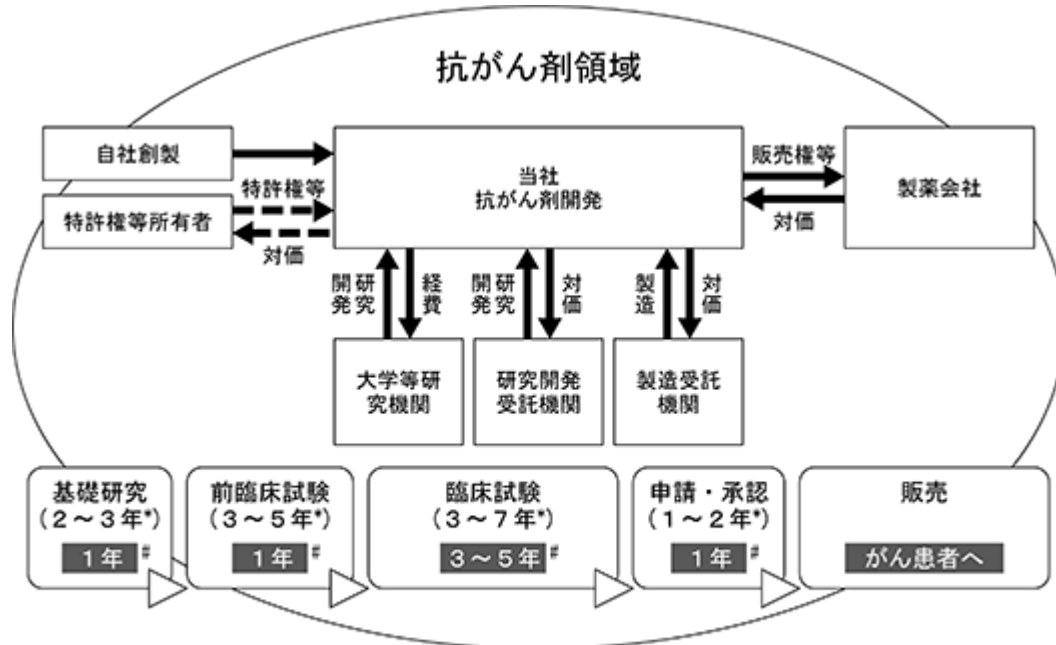 抗がん剤領域
自社創製
特許権等所有者
特許権等
対価
当社
抗がん剤開発
販売権等
対価
製薬会社
研究
開発
経費
研究
開発
対価
製造
対価
大学等研
究機関
研究開発
受託機関
製造受託
機関
基礎研究
(2~3年*)
1年#
前臨床試験
(3~5年*)
1年#
臨床試験
(3~7年*)
3~5年#
申請・承認
(1~2年*)
1年#
販売
がん患者へ